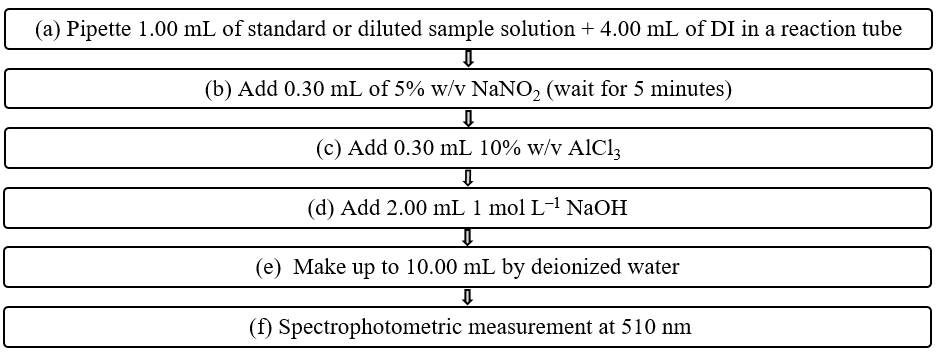 (a) Pipette 1.00 mL of standard or diluted sample solution + 4.00 mL of DI in a reaction tube
(b) Add 0.30 mL of 5% w/v NaNO₂ (wait for 5 minutes)
(c) Add 0.30 mL 10% w/v AlCl₃
(d) Add 2.00 mL 1 mol L⁻¹ NaOH
(e) Make up to 10.00 mL by deionized water
(f) Spectrophotometric measurement at 510 nm